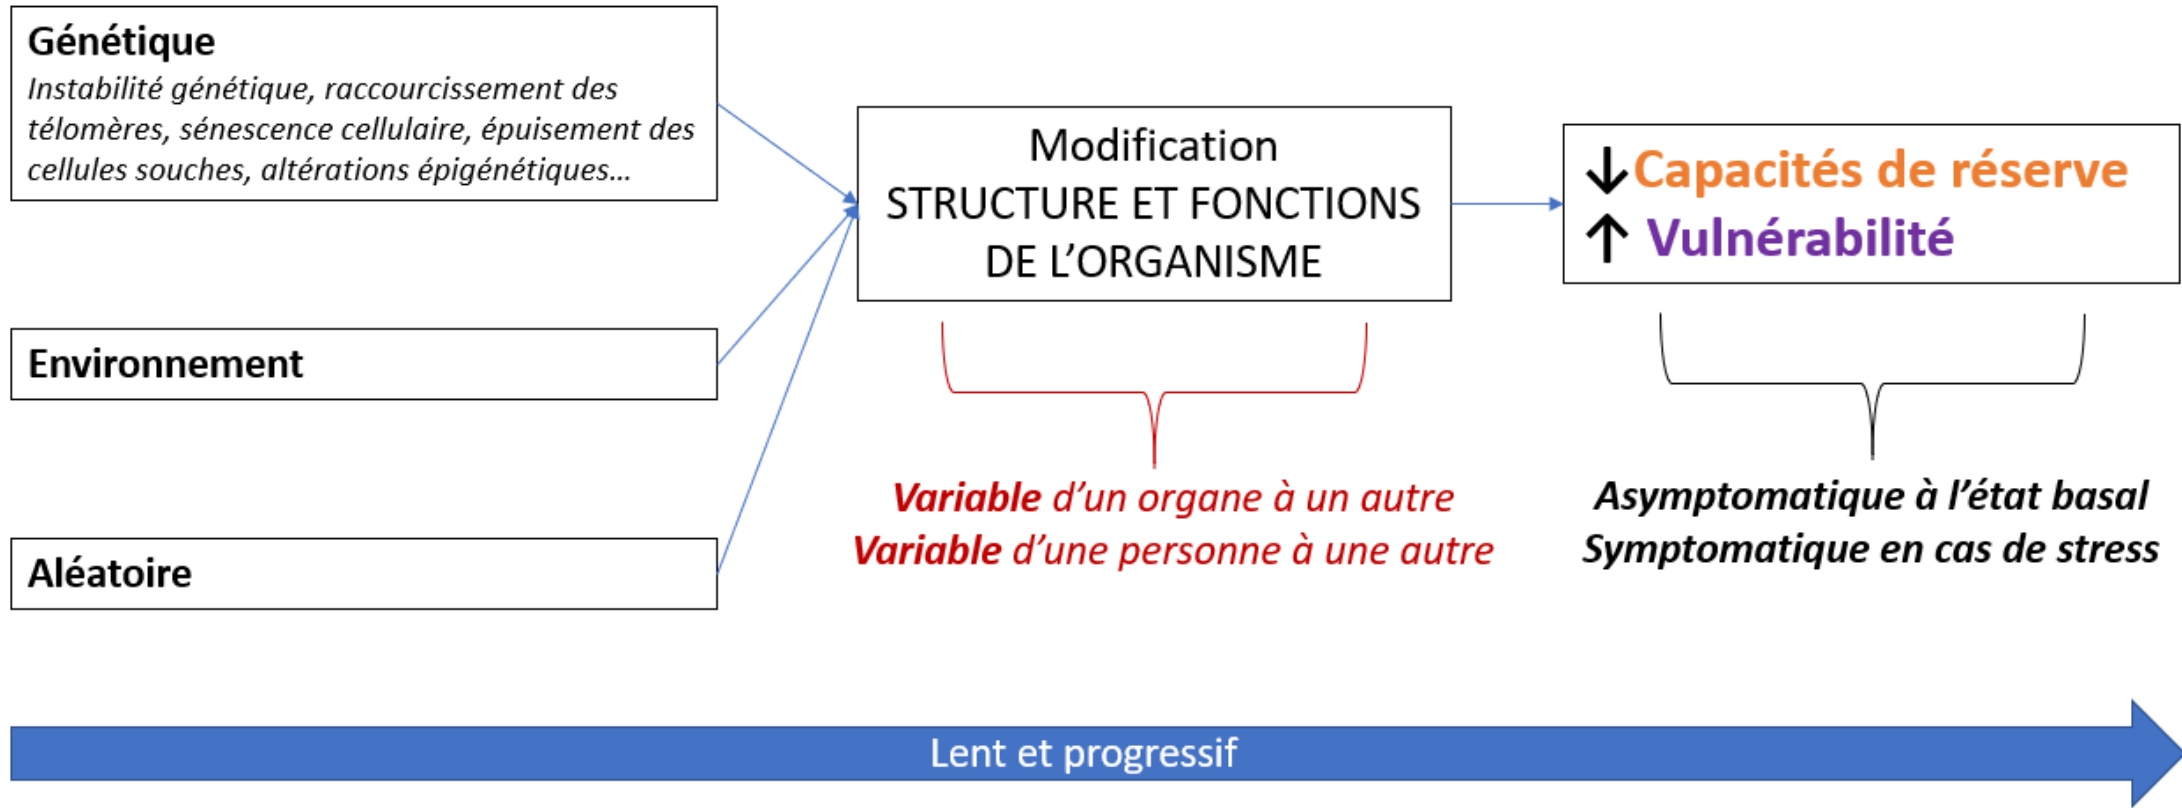 Génétique
Instabilité génétique, raccourcissement des
télomères, sénescence cellulaire, épuisement des
cellules souches, altérations épigénétiques...
Environnement
Aléatoire
Modification
STRUCTURE ET FONCTIONS
DE L’ORGANISME
Variable d’un organe à un autre
Variable d’une personne à une autre
↓Capacités de réserve
↑ Vulnérabilité
Asymptomatique à l’état basal
Symptomatique en cas de stress
Lent et progressif